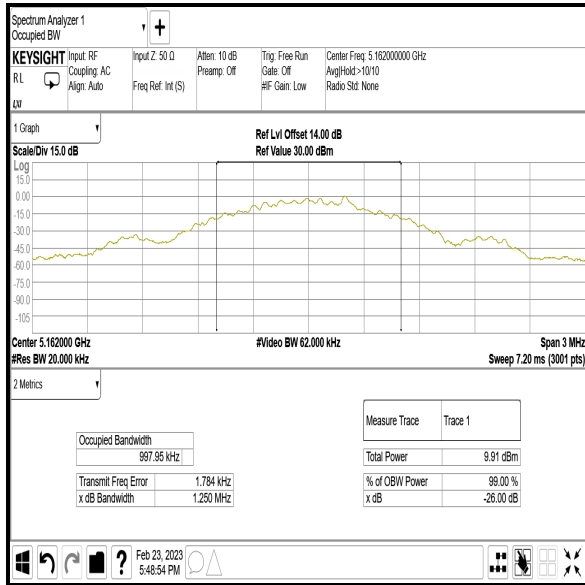 Spectrum Analyzer 1
Occupied BW
+
KEYSIGHT
RL
LXI
Input: RF
Coupling: AC
Align: Auto
Input Z: 50 Ω
Freq Ref: Int (S)
Atten: 10 dB
Preamp: Off
Trig: Free Run
Gate: Off
#IF Gain: Low
Center Freq: 5.162000000 GHz
Avg|Hold:>10/10
Radio Std: None
1 Graph
Scale/Div 15.0 dB
Ref Lvl Offset 14.00 dB
Ref Value 30.00 dBm
Log
15.0
0.00
-15.0
-30.0
-45.0
-60.0
-75.0
-90.0
-105
Center 5.162000 GHz
#Res BW 20.000 kHz
#Video BW 62.000 kHz
Span 3 MHz
Sweep 7.20 ms (3001 pts)
2 Metrics
Occupied Bandwidth
997.95 kHz
Transmit Freq Error 1.784 kHz
x dB Bandwidth 1.250 MHz
Measure Trace Trace 1
Total Power 9.91 dBm
% of OBW Power 99.00 %
x dB -26.00 dB
?
Feb 23, 2023
5:48:54 PM